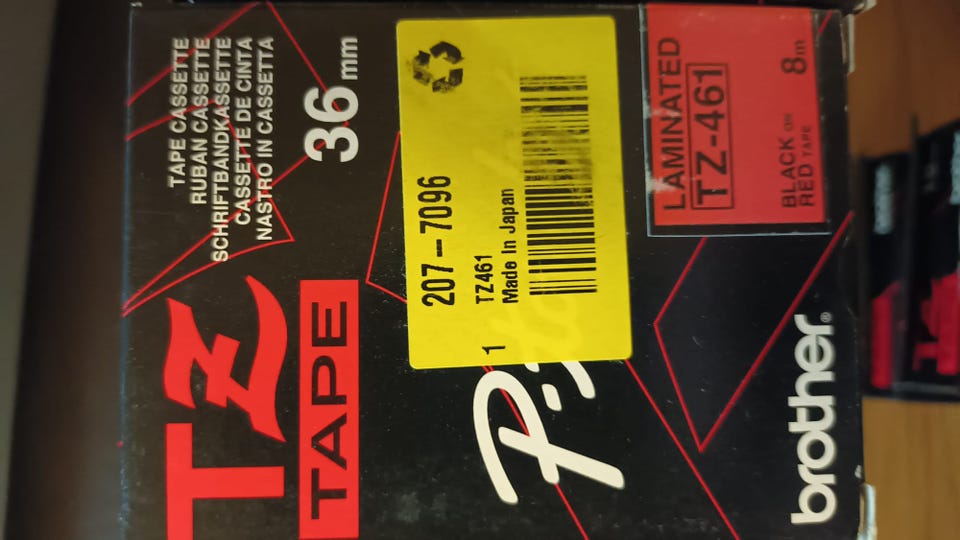 TAPE CASSETTE
RUBAN CASSETTE
SCHRIFTBANDKASSETTE
CASSETTE DE CINTA
NASTRO IN CASSETTA
TZ
TAPE
36 mm
207-7096
TZ461
Made In Japan
1
P-t
LAMINATED
TZ-461
BLACK ON
RED TAPE
8m
brother®